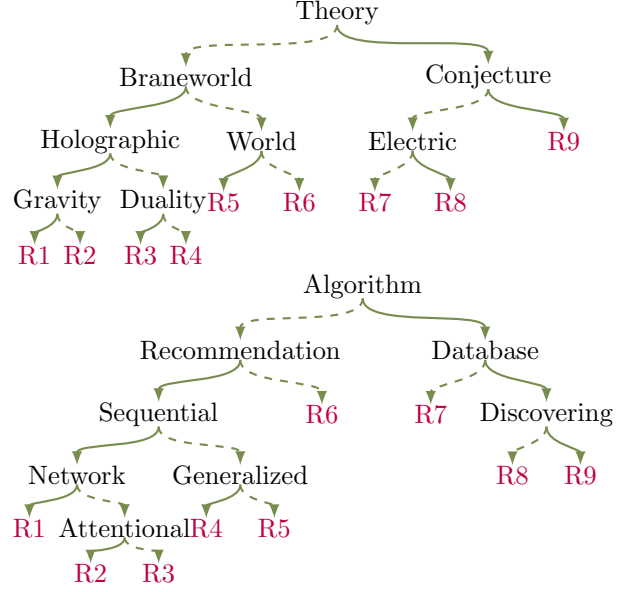 Theory
Braneworld Conjecture
Holographic World Electric R9
Gravity Duality R5 R6 R7 R8
R1 R2 R3 R4
Algorithm
Recommendation Database
Sequential R6 R7 Discovering
Network Generalized R8 R9
R1 Attentional R4 R5
R2 R3